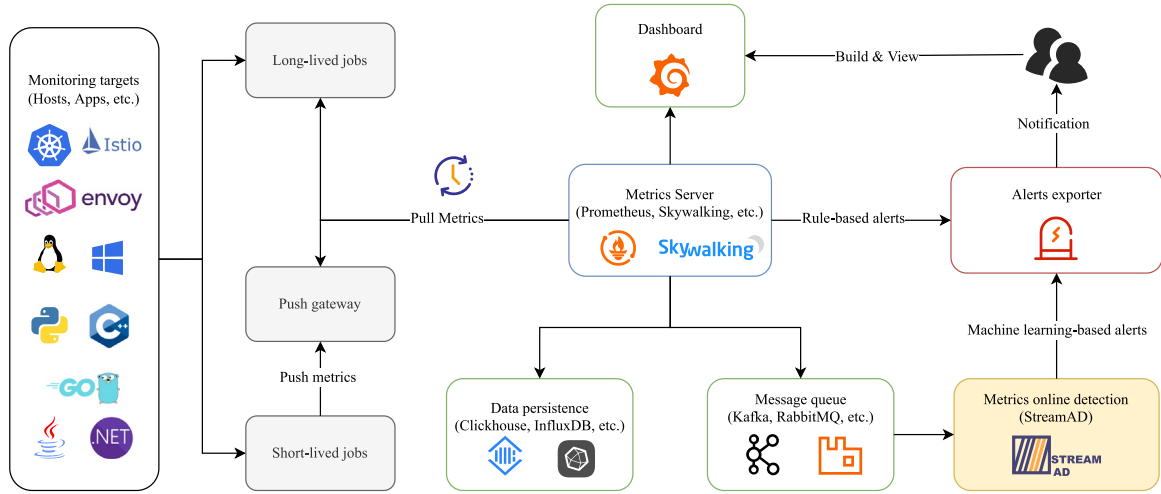 Monitoring targets
(Hosts, Apps, etc.)
Istio
envoy
C++
GO
Java
.NET
Long-lived jobs
Push gateway
Push metrics
Short-lived jobs
Pull Metrics
Dashboard
Build & View
Metrics Server
(Prometheus, Skywalking, etc.)
Skywalking
Rule-based alerts
Notification
Alerts exporter
Machine learning-based alerts
Data persistence
(Clickhouse, InfluxDB, etc.)
Message queue
(Kafka, RabbitMQ, etc.)
Metrics online detection
(StreamAD)
STREAM
AD